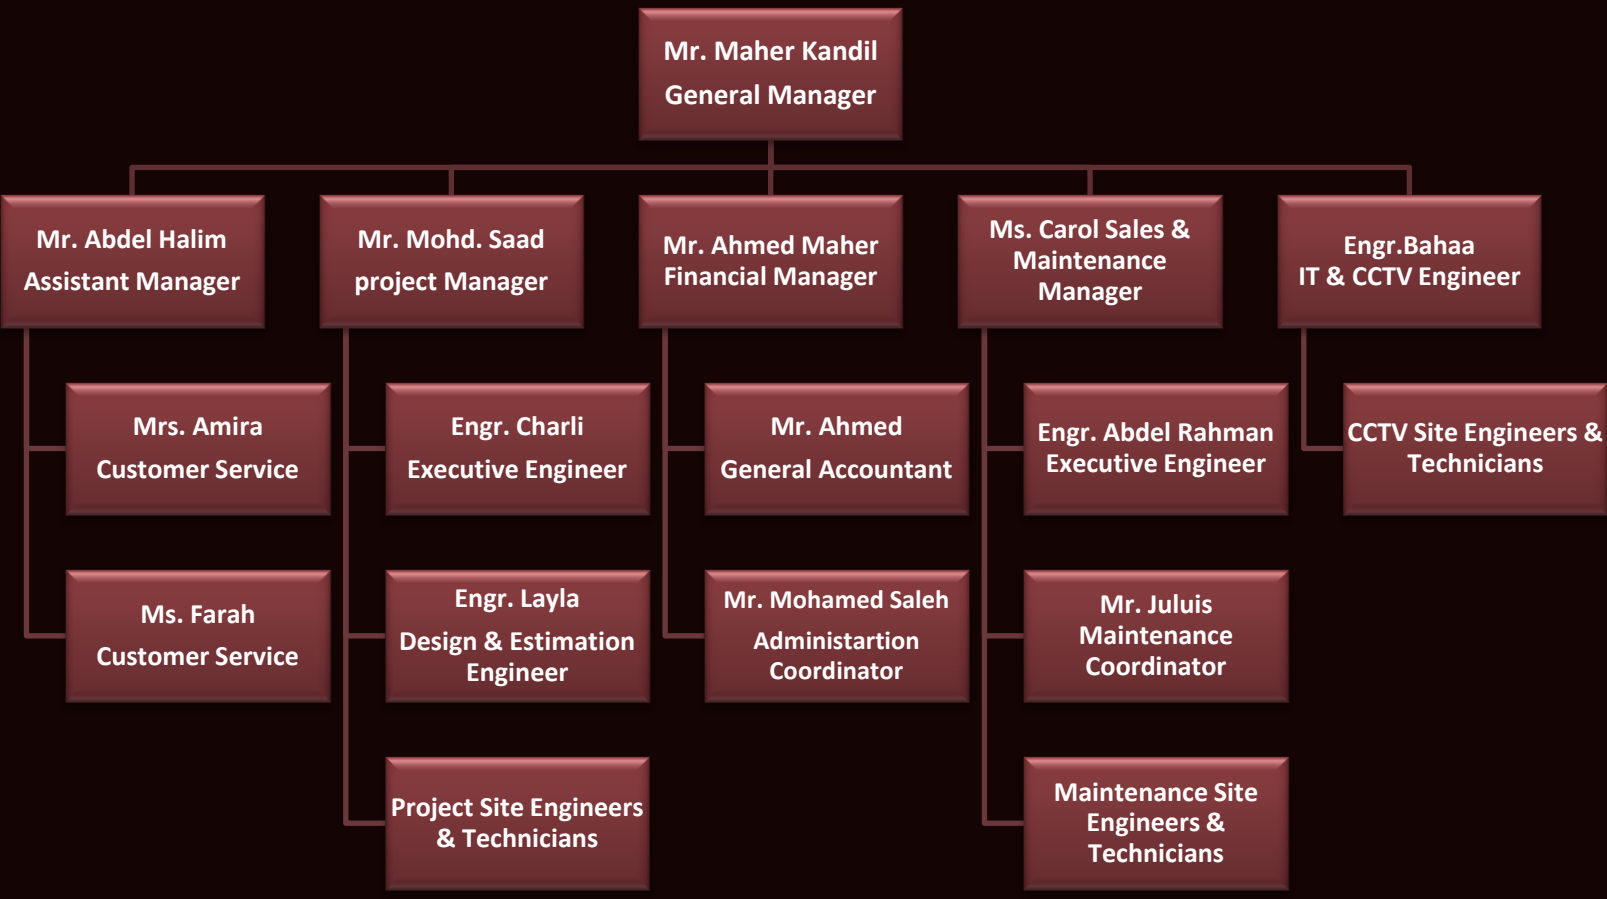 Mr. Maher Kandil
General Manager
Mr. Abdel Halim
Assistant Manager
Mr. Mohd. Saad
project Manager
Mr. Ahmed Maher
Financial Manager
Ms. Carol Sales &
Maintenance
Manager
Engr.Bahaa
IT & CCTV Engineer
Mrs. Amira
Customer Service
Engr. Charli
Executive Engineer
Mr. Ahmed
General Accountant
Engr. Abdel Rahman
Executive Engineer
CCTV Site Engineers &
Technicians
Ms. Farah
Customer Service
Engr. Layla
Design & Estimation
Engineer
Mr. Mohamed Saleh
Administartion
Coordinator
Mr. Juluis
Maintenance
Coordinator
Project Site Engineers
& Technicians
Maintenance Site
Engineers &
Technicians